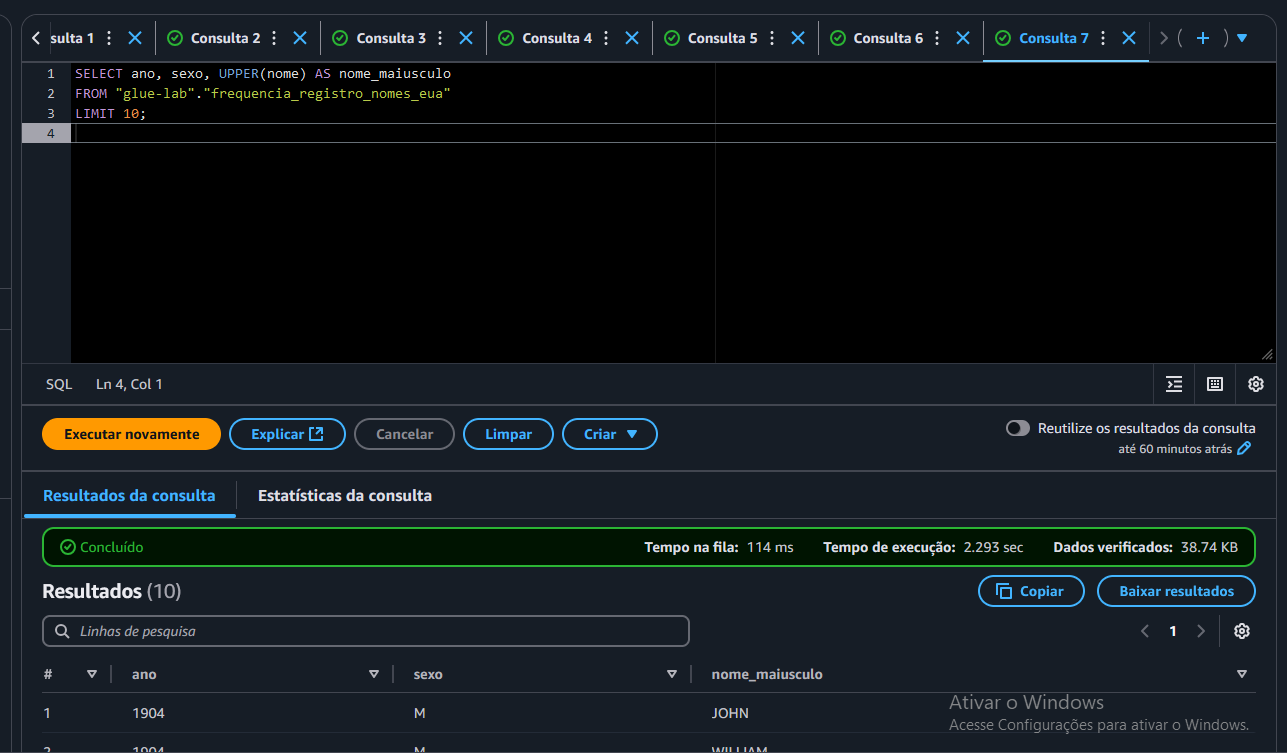 sulta 1 Consulta 2 Consulta 3 Consulta 4 Consulta 5 Consulta 6 Consulta 7
1 SELECT ano, sexo, UPPER(nome) AS nome_maiusculo
2 FROM "glue-lab"."frequencia_registro_nomes_eua"
3 LIMIT 10;
4
SQL Ln 4, Col 1
Executar novamente Explicar Cancelar Limpar Criar Reutilize os resultados da consulta
até 60 minutos atrás
Resultados da consulta Estatísticas da consulta
Concluído Tempo na fila: 114 ms Tempo de execução: 2.293 sec Dados verificados: 38.74 KB
Resultados (10) Copiar Baixar resultados
Linhas de pesquisa 1
# ano sexo nome_maiusculo
1 1904 M JOHN
2 1904 M WILLIAM
Ativar o Windows
Acesse Configurações para ativar o Windows.